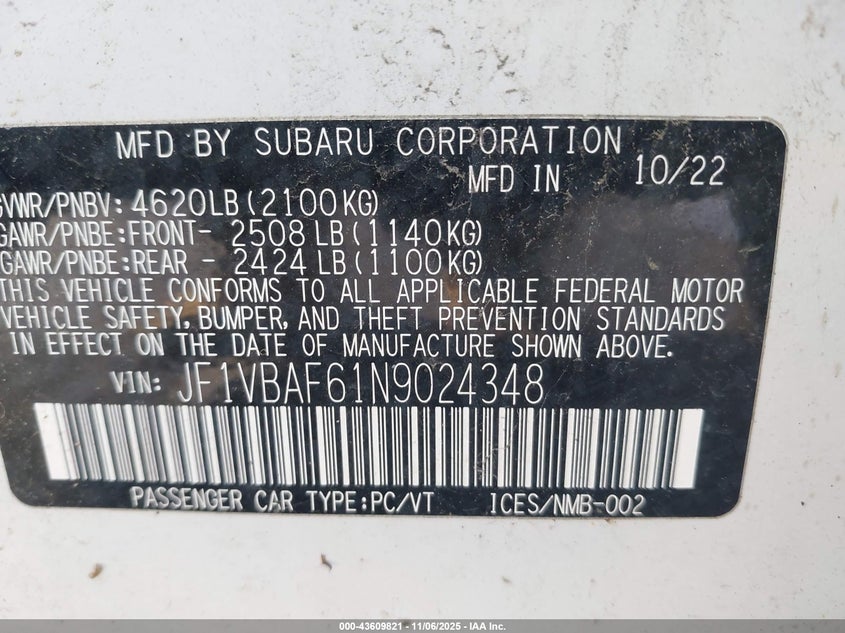 MFD BY SUBARU CORPORATION
MFD IN 10/22
GVWR/PNBV: 4620LB (2100KG)
GAWR/PNBE: FRONT- 2508 LB (1140KG)
GAWR/PNBE: REAR - 2424 LB (1100KG)
THIS VEHICLE CONFORMS TO ALL APPLICABLE FEDERAL MOTOR
VEHICLE SAFETY, BUMPER, AND THEFT PREVENTION STANDARDS
IN EFFECT ON THE DATE OF MANUFACTURE SHOWN ABOVE.
VIN: JF1VBAF61N9024348
PASSENGER CAR TYPE:PC/VT ICES/NMB-002
000-43609821 - 11/06/2025 - IAA Inc.